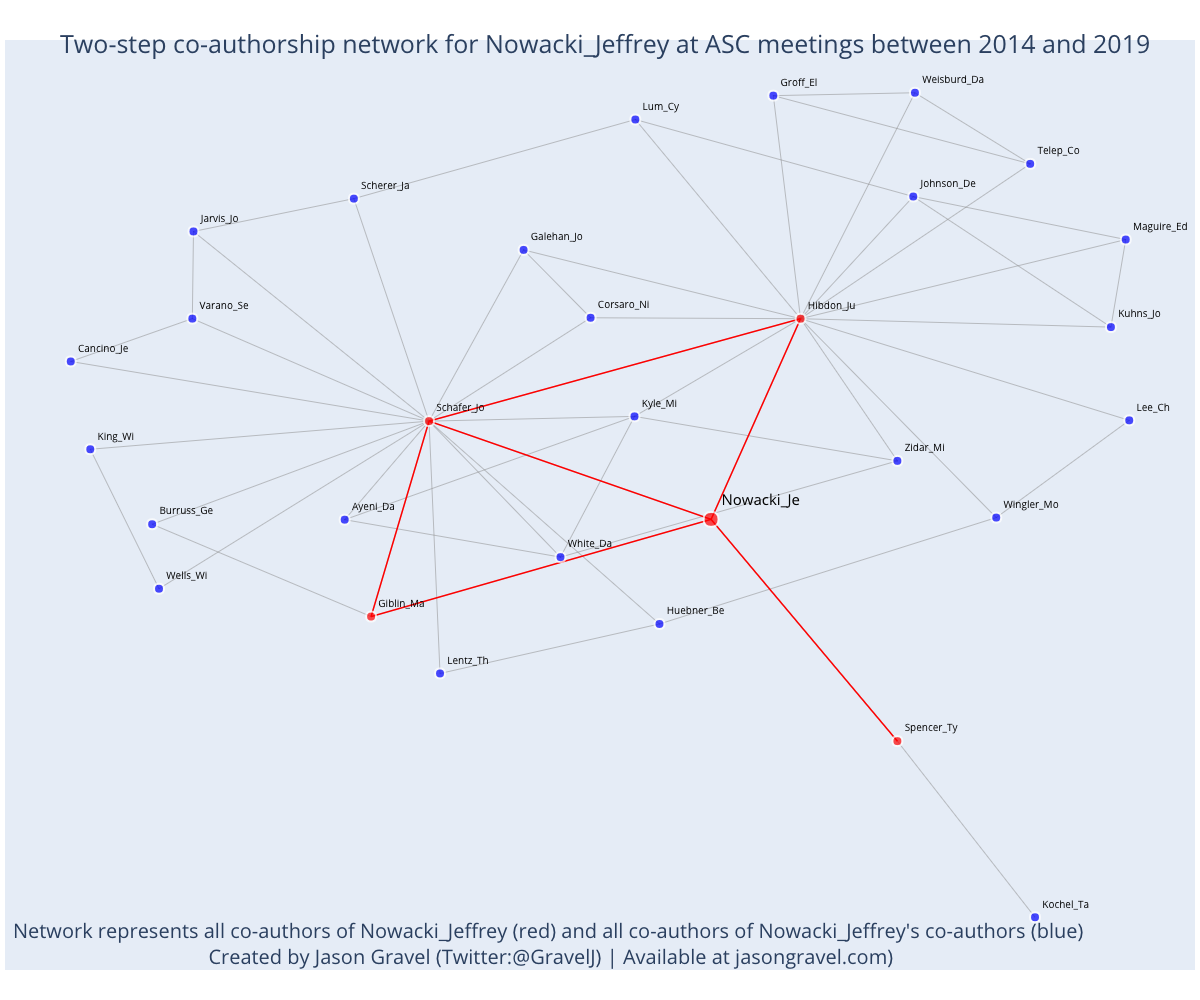 Two-step co-authorship network for Nowacki_Jeffrey at ASC meetings between 2014 and 2019
Groff_El
Weisburd_Da
Lum_Cy
Telep_Co
Scherer_Ja
Johnson_De
Jarvis_Jo
Maguire_Ed
Galehan_Jo
Varano_Se
Corsaro_Ni
Hibdon_Ju
Kuhns_Jo
Cancino_Je
Schafer_Jo
Kyle_Mi
Lee_Ch
King_Wi
Zidar_Mi
Nowacki_Je
Burruss_Ge
Ayeni_Da
Wingler_Mo
White_Da
Wells_Wi
Giblin_Ma
Huebner_Be
Lentz_Th
Spencer_Ty
Kochel_Ta
Network represents all co-authors of Nowacki_Jeffrey (red) and all co-authors of Nowacki_Jeffrey's co-authors (blue)
Created by Jason Gravel (Twitter:@GravelJ) | Available at jasongravel.com)